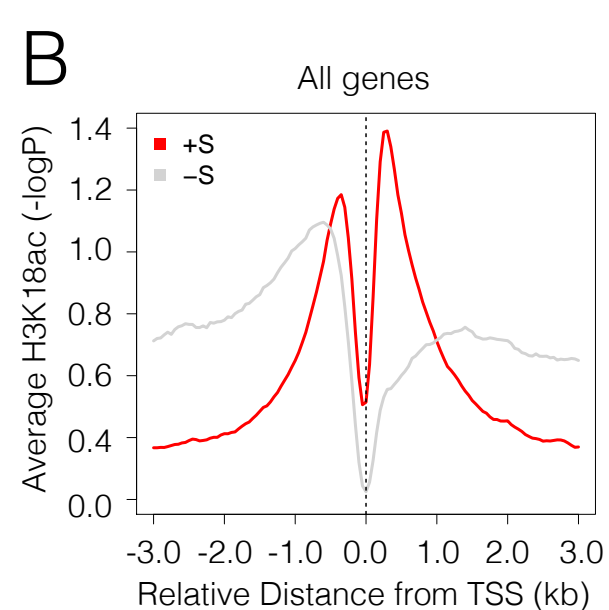 B
All genes
+S
–S
Average H3K18ac (-logP)
1.4
1.2
1.0
0.8
0.6
0.4
0.0
-3.0 -2.0 -1.0 0.0 1.0 2.0 3.0
Relative Distance from TSS (kb)